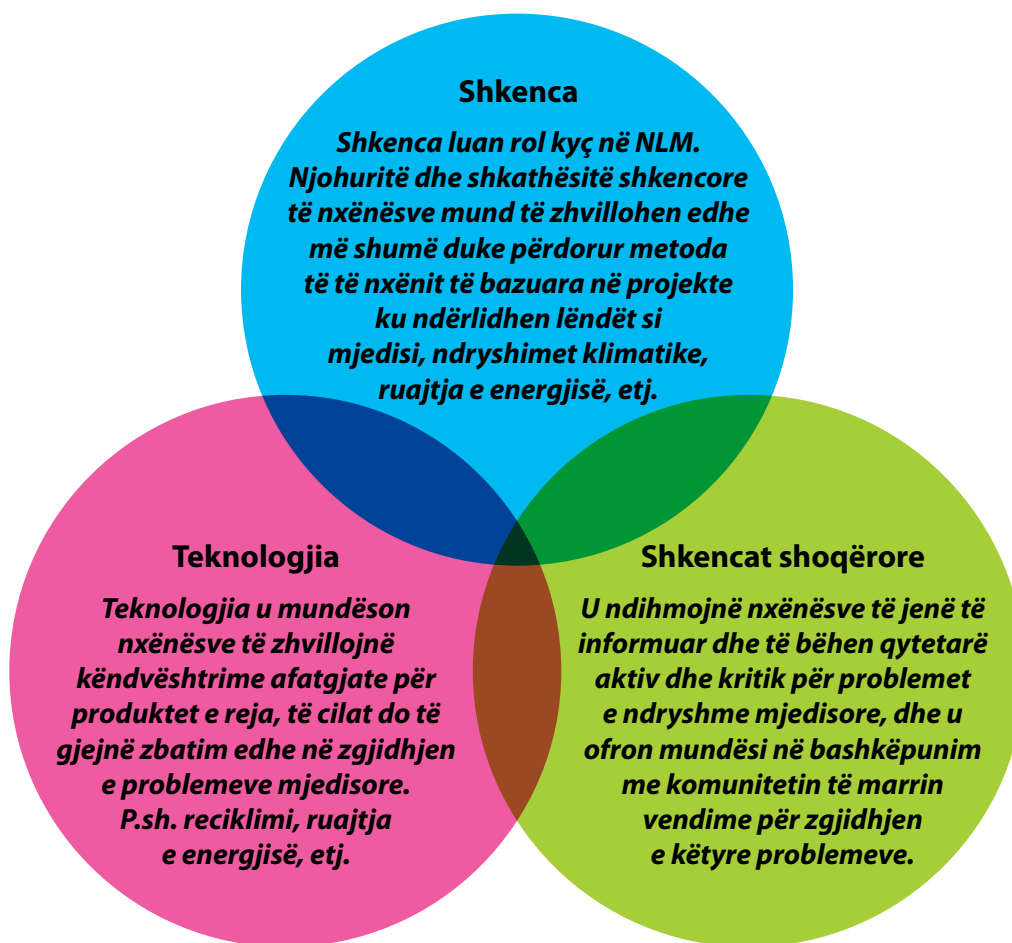 Shkenca
Shkenca luan rol kyç në NLM.
Njohuritë dhe shkathësitë shkencore
të nxënësve mund të zhvillohen edhe
më shumë duke përdorur metoda
të të nxënit të bazuara në projekte
ku ndërlidhen lëndët si
mjedisi, ndryshimet klimatike,
ruajtja e energjisë, etj.
Teknologjia
Teknologjia u mundëson
nxënësve të zhvillojnë
këndvështrime afatgjate për
produktet e reja, të cilat do të
gjejnë zbatim edhe në zgjidhjen
e problemeve mjedisore.
P.sh. reciklimi, ruajtja
e energjisë, etj.
Shkencat shoqërore
U ndihmojnë nxënësve të jenë të
informuar dhe të bëhen qytetarë
aktiv dhe kritik për problemet
e ndryshme mjedisore, dhe u
ofron mundësi në bashkëpunim
me komunitetin të marrin
vendime për zgjidhjen
e këtyre problemeve.